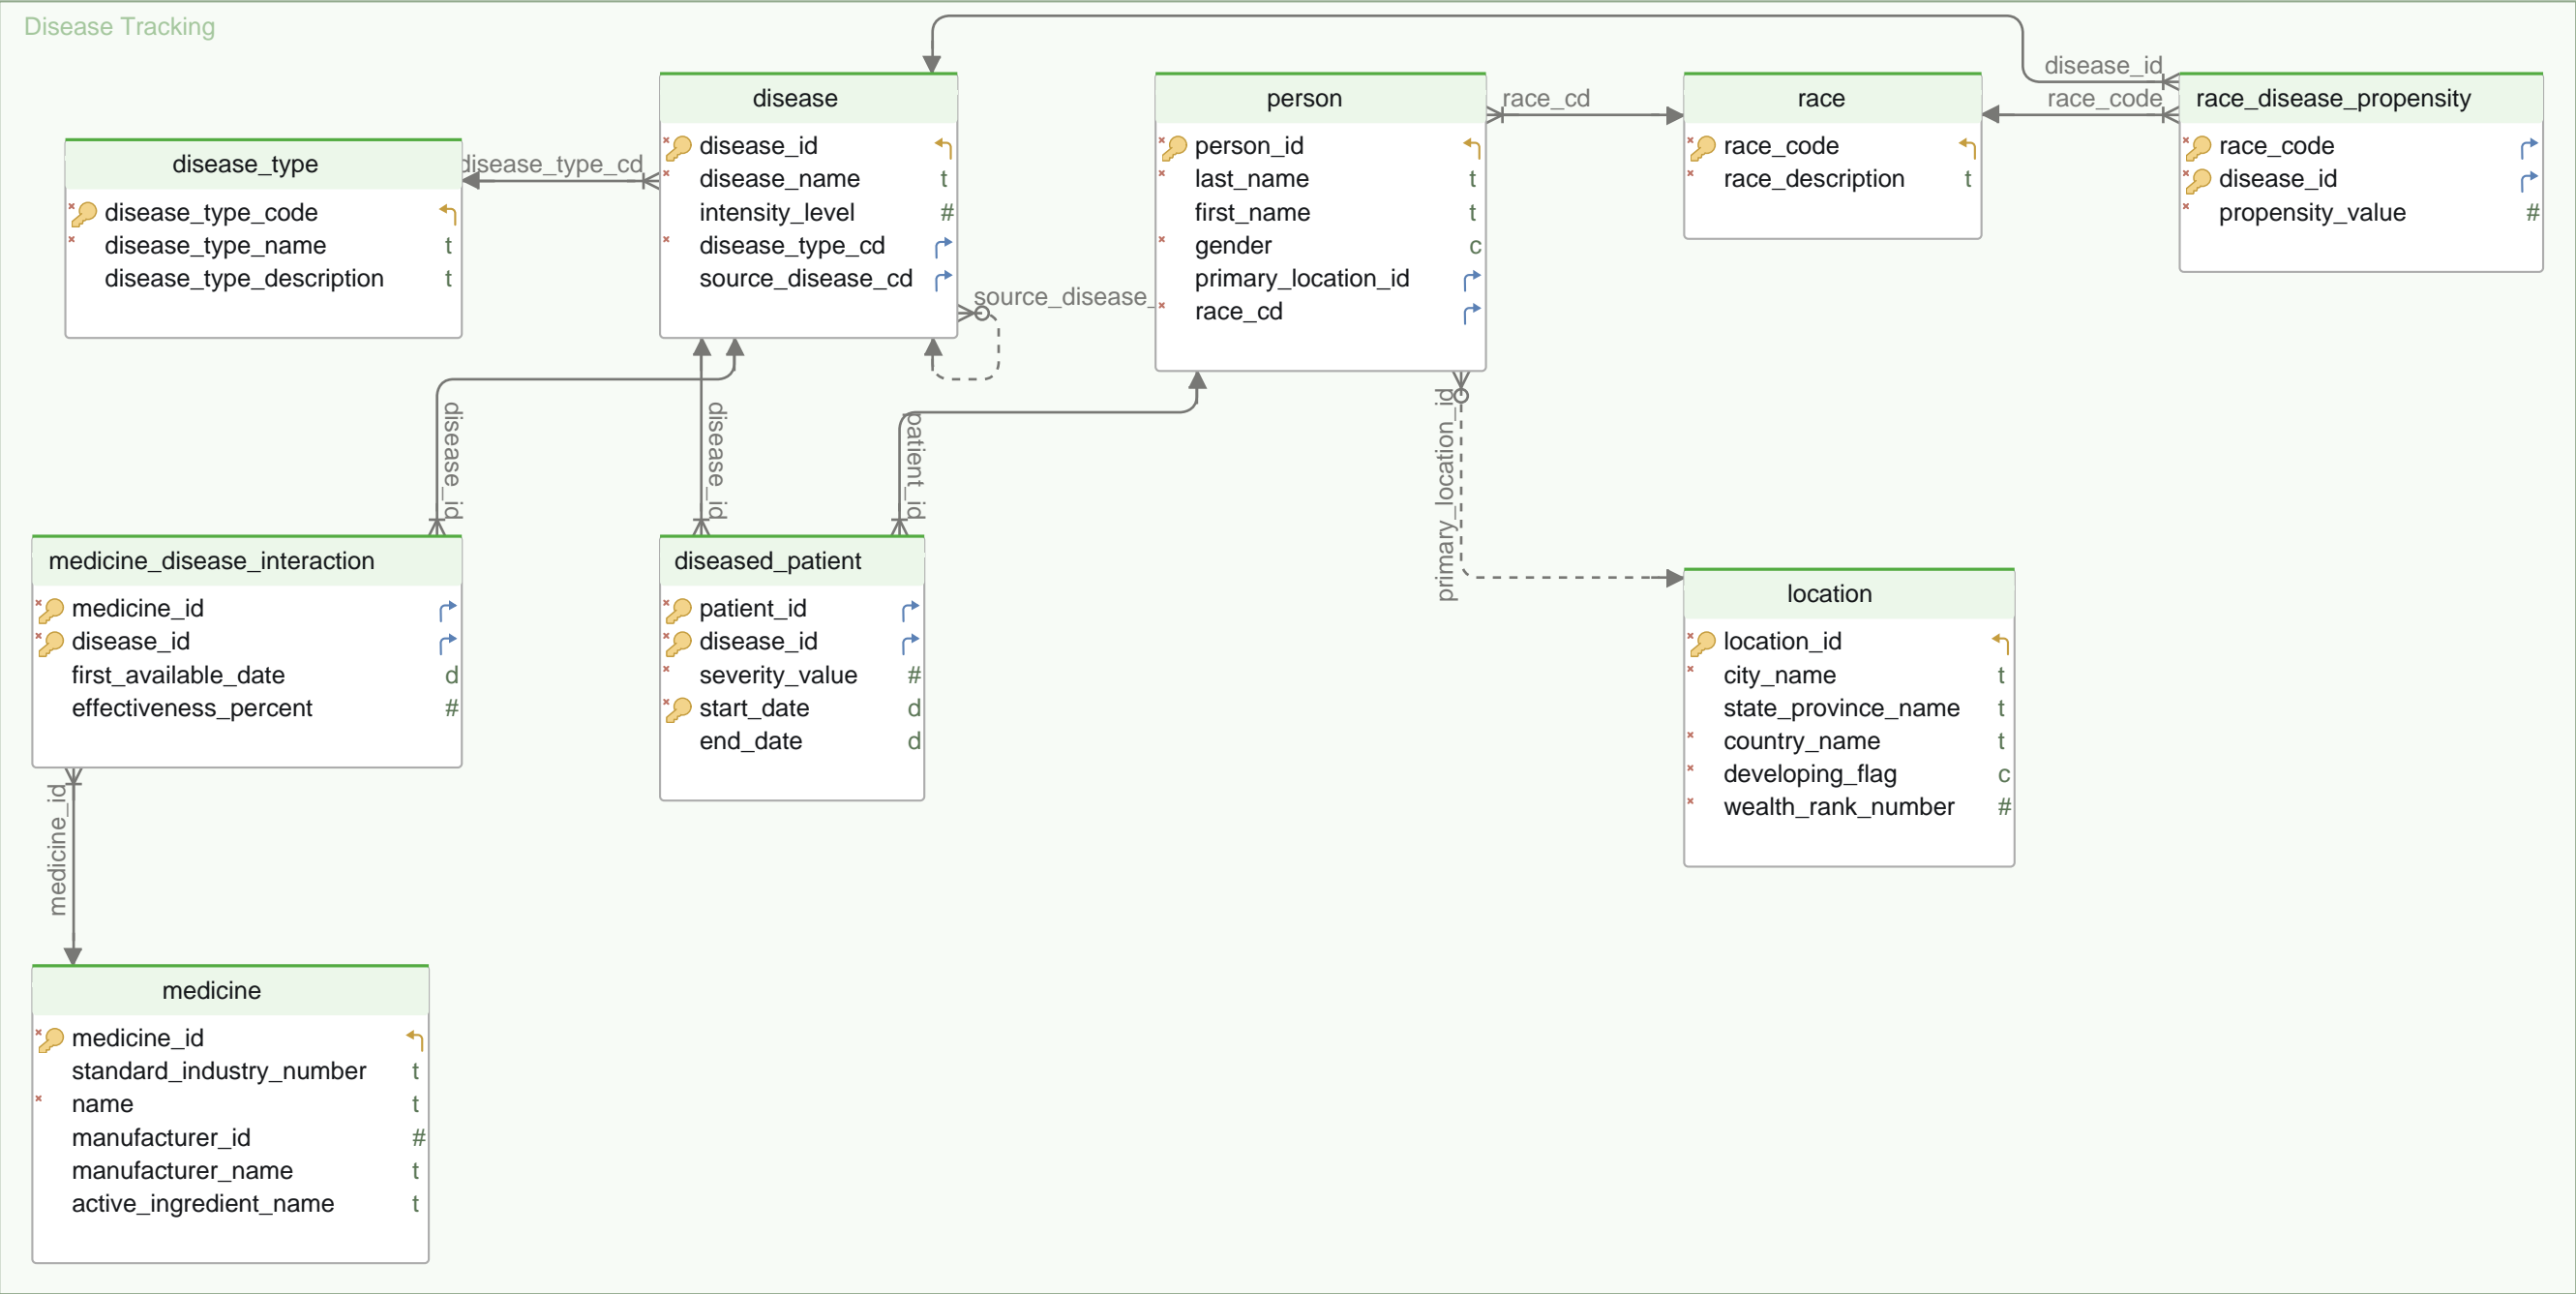 Disease Tracking
disease_type
disease_type_code
disease_type_name t
disease_type_description t
disease_type_cd
disease
disease_id
disease_name t
intensity_level #
disease_type_cd
source_disease_cd
source_disease_
person
person_id
last_name t
first_name t
gender c
primary_location_id
race_cd
race_cd
race
race_code
race_description t
disease_id
race_code
race_disease_propensity
race_code
disease_id
propensity_value #
disease_id
disease_id
patient_id
primary_location_id
medicine_disease_interaction
medicine_id
disease_id
first_available_date d
effectiveness_percent #
diseased_patient
patient_id
disease_id
severity_value #
start_date d
end_date d
location
location_id
city_name t
state_province_name t
country_name t
developing_flag c
wealth_rank_number #
medicine_id
medicine
medicine_id
standard_industry_number t
name t
manufacturer_id #
manufacturer_name t
active_ingredient_name t